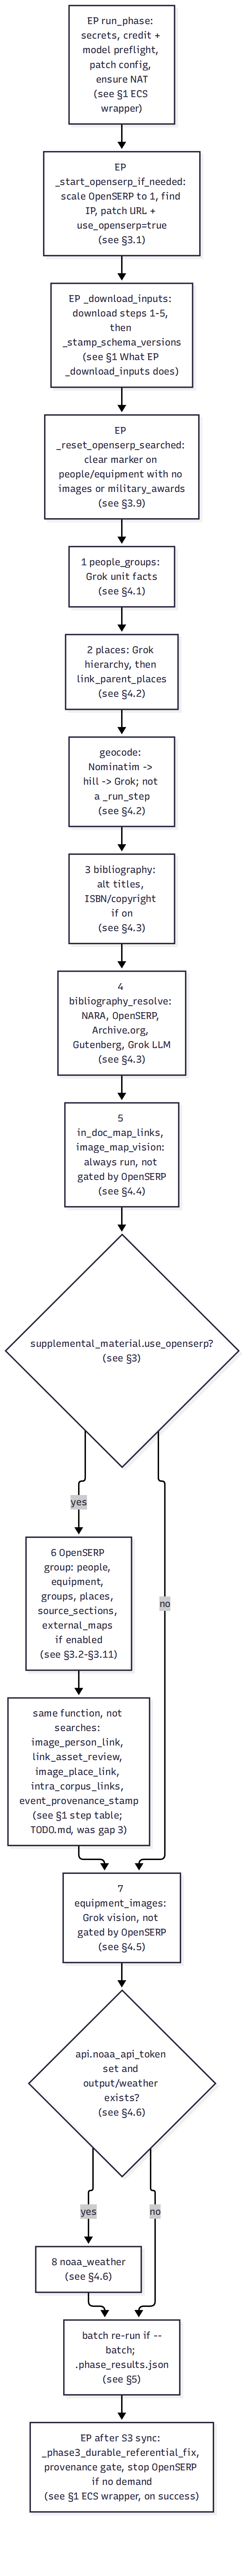 EP run_phase:
secrets, credit +
model preflight,
patch config,
ensure NAT
(see §1 ECS
wrapper)
EP
_start_openserp_if_needed:
scale OpenSERP to 1, find
IP, patch URL +
use_openserp=true
(see §3.1)
EP _download_inputs:
download steps 1-5,
then
_stamp_schema_versions
(see §1 What EP
_download_inputs does)
EP
_reset_openserp_searched:
clear marker on
people/equipment with no
images or military_awards
(see §3.9)
1 people_groups:
Grok unit facts
(see §4.1)
2 places: Grok
hierarchy, then
link_parent_places
(see §4.2)
geocode:
Nominatim ->
hill -> Grok; not
a _run_step
(see §4.2)
3 bibliography:
alt titles,
ISBN/copyright
if on
(see §4.3)
4
bibliography_resolve:
NARA, OpenSERP,
Archive.org,
Gutenberg, Grok LLM
(see §4.3)
5
in_doc_map_links,
image_map_vision:
always run, not
gated by OpenSERP
(see §4.4)
supplemental_material.use_openserp?
(see §3)
yes
6 OpenSERP
group: people,
equipment,
groups, places,
source_sections,
external_maps
if enabled
(see §3.2-§3.11)
no
same function, not
searches:
image_person_link,
link_asset_review,
image_place_link,
intra_corpus_links,
event_provenance_stamp
(see §1 step table;
TODO.md, was gap 3)
7
equipment_images:
Grok vision, not
gated by OpenSERP
(see §4.5)
api.noaa_api_token
set and
output/weather
exists?
(see §4.6)
yes
no
8 noaa_weather
(see §4.6)
batch re-run if --
batch;
.phase_results.json
(see §5)
EP after S3 sync:
_phase3_durable_referential_fix,
provenance gate, stop OpenSERP
if no demand
(see §1 ECS wrapper, on success)